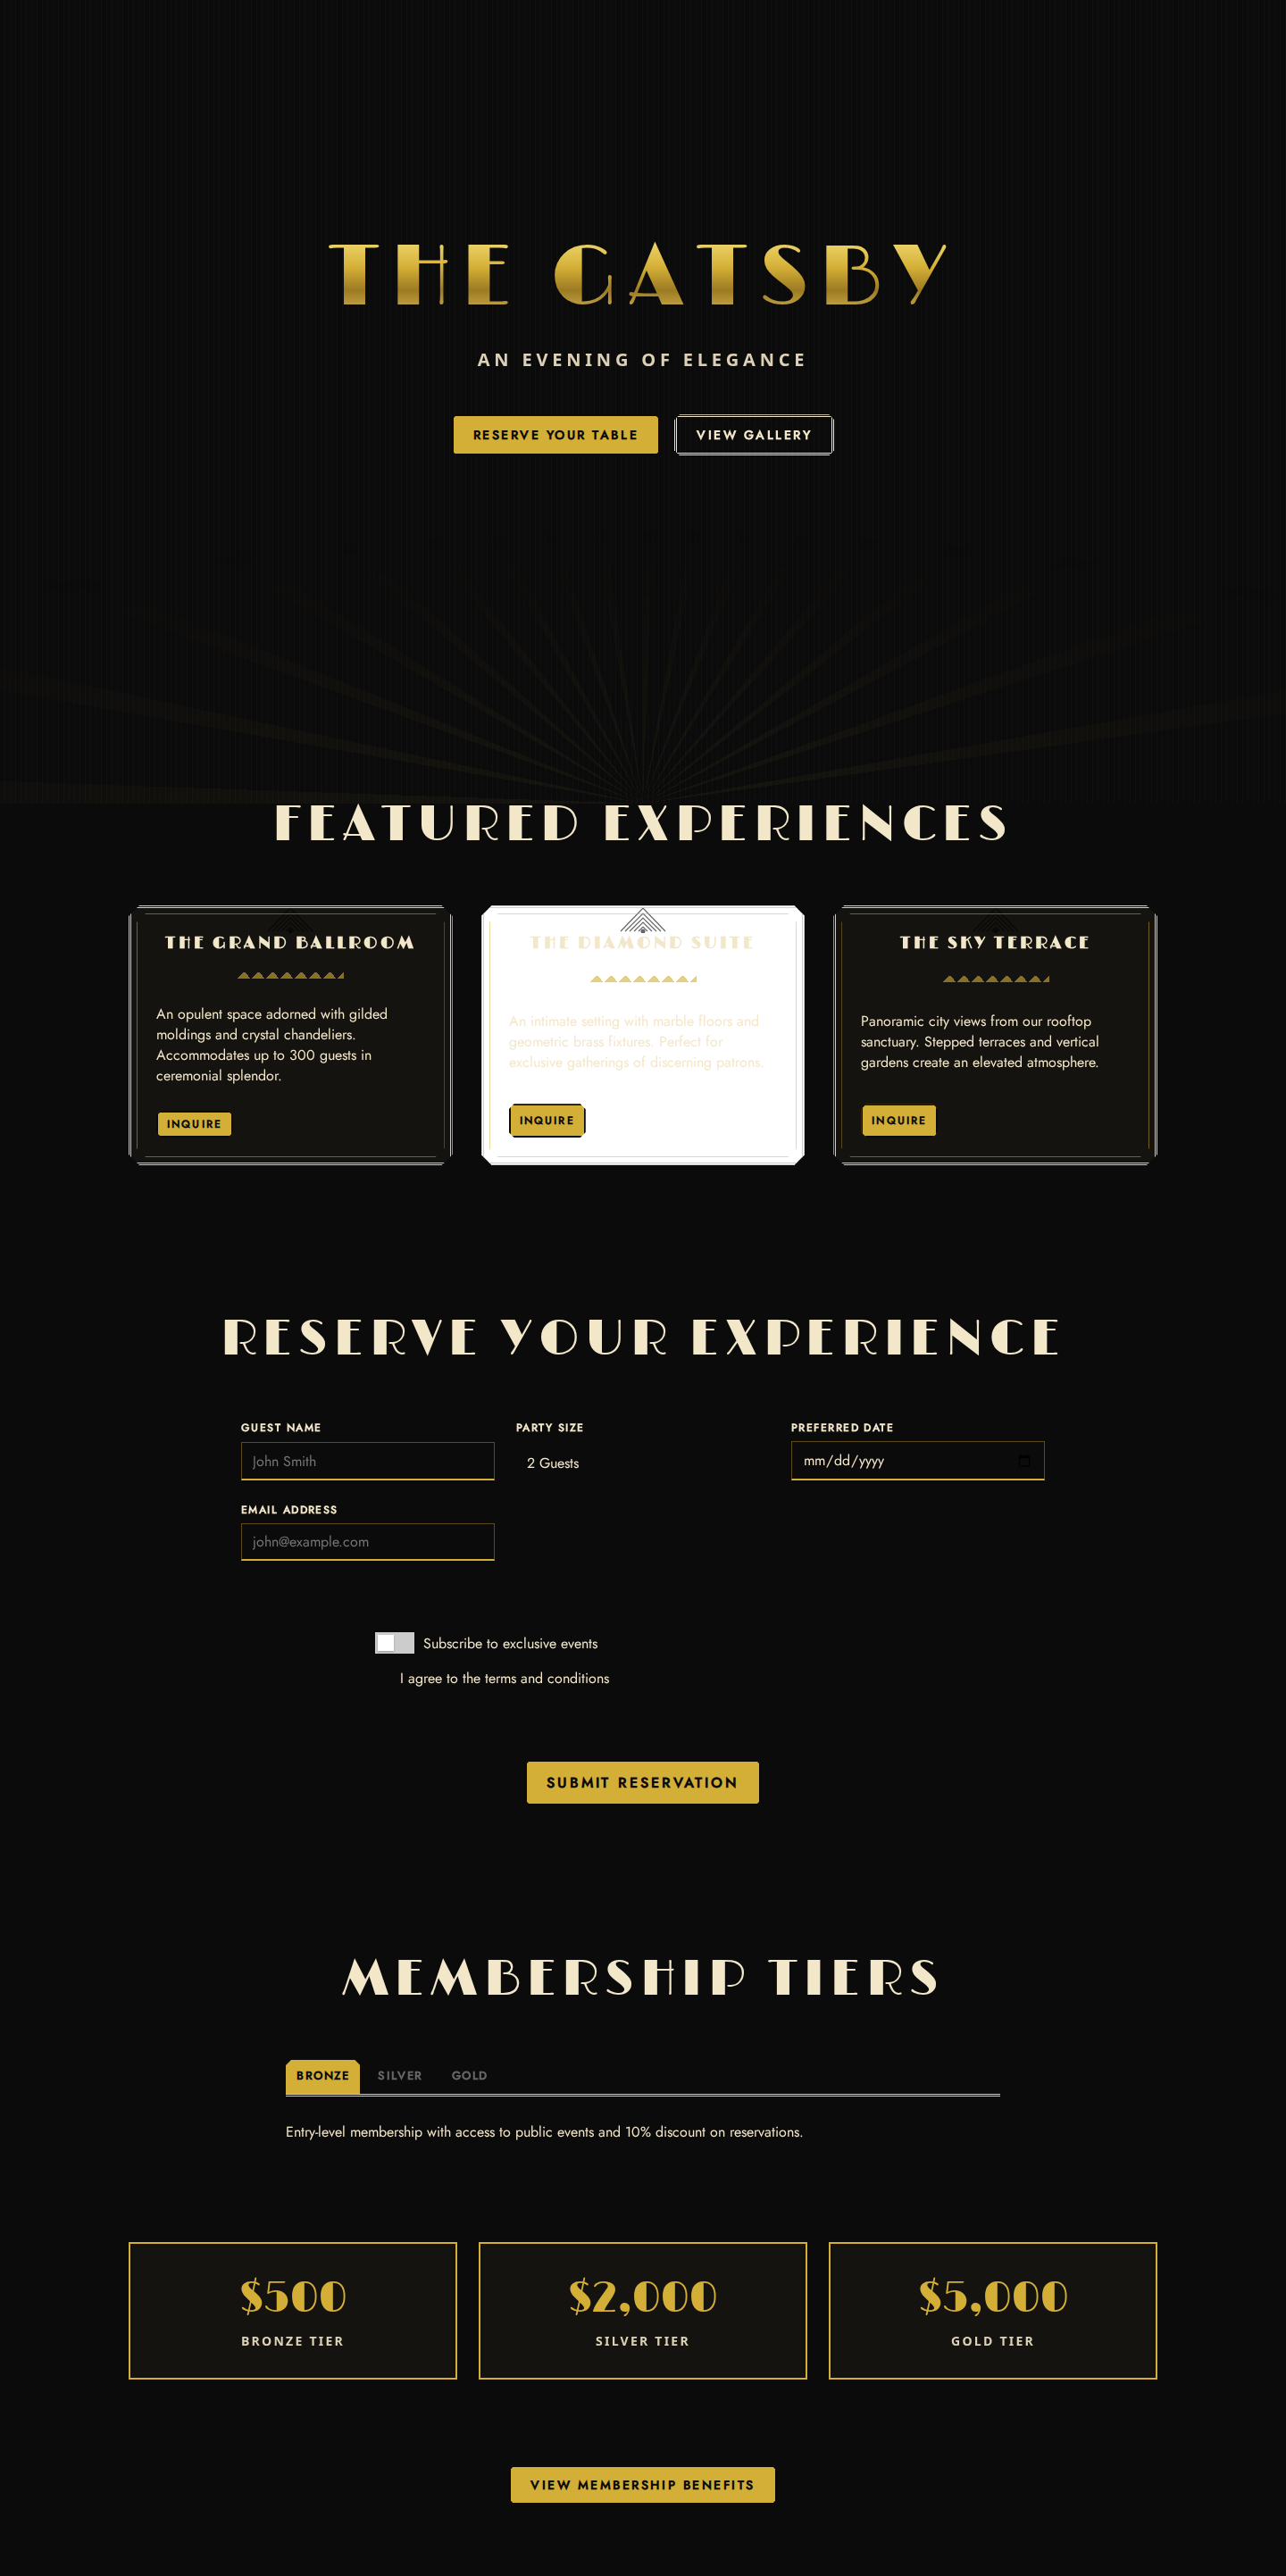 THE GATSBY
AN EVENING OF ELEGANCE
RESERVE YOUR TABLE
VIEW GALLERY
FEATURED EXPERIENCES
THE GRAND BALLROOM
An opulent space adorned with gilded
moldings and crystal chandeliers.
Accommodates up to 300 guests in
ceremonial splendor.
INQUIRE
THE DIAMOND SUITE
An intimate setting with marble floors and
geometric brass fixtures. Perfect for
exclusive gatherings of discerning patrons.
INQUIRE
THE SKY TERRACE
Panoramic city views from our rooftop
sanctuary. Stepped terraces and vertical
gardens create an elevated atmosphere.
INQUIRE
RESERVE YOUR EXPERIENCE
GUEST NAME
John Smith
PARTY SIZE
2 Guests
PREFERRED DATE
mm/dd/yyyy
EMAIL ADDRESS
john@example.com
Subscribe to exclusive events
I agree to the terms and conditions
SUBMIT RESERVATION
MEMBERSHIP TIERS
BRONZE
SILVER
GOLD
Entry-level membership with access to public events and 10% discount on reservations.
$500
BRONZE TIER
$2,000
SILVER TIER
$5,000
GOLD TIER
VIEW MEMBERSHIP BENEFITS